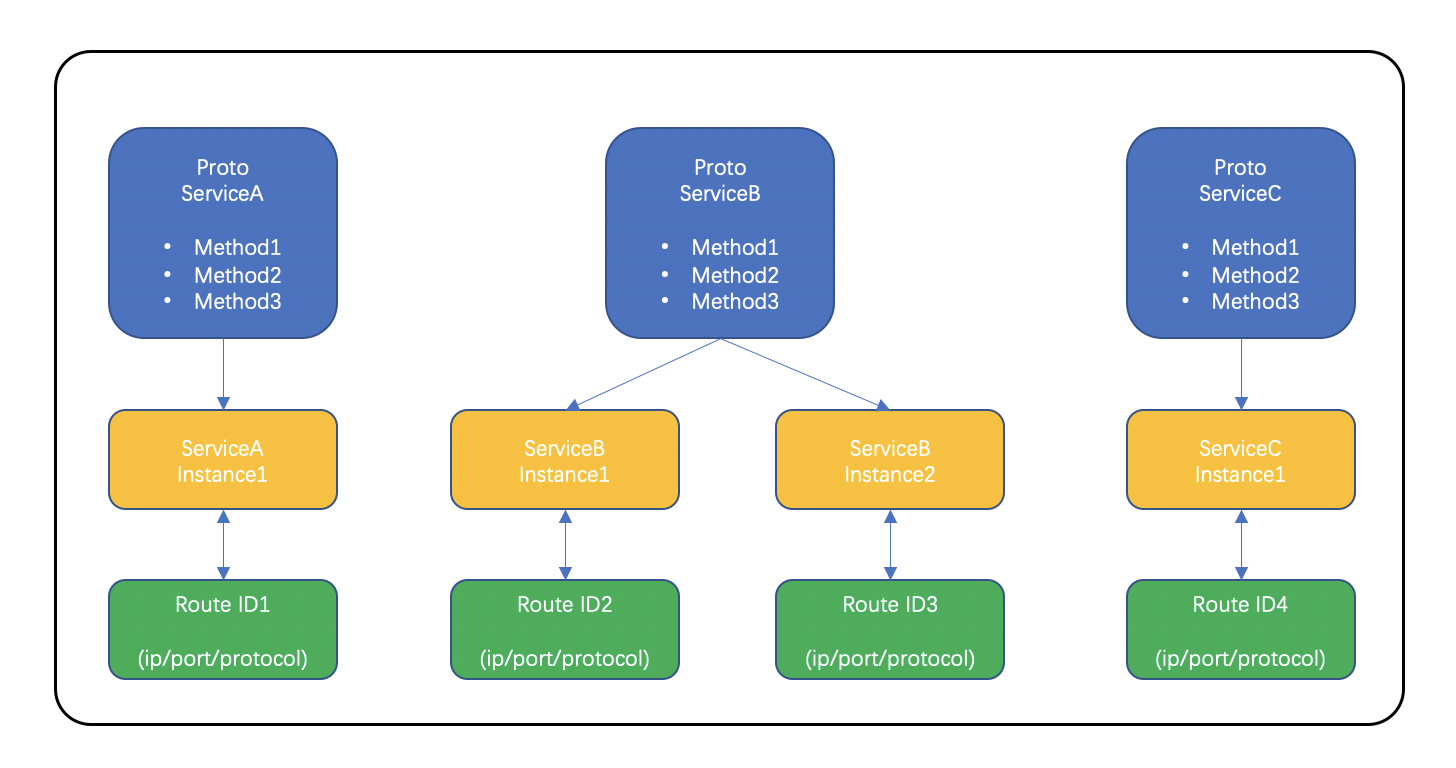 Proto
ServiceA
• Method1
• Method2
• Method3
Proto
ServiceB
• Method1
• Method2
• Method3
Proto
ServiceC
• Method1
• Method2
• Method3
ServiceA
Instance1
ServiceB
Instance1
ServiceB
Instance2
ServiceC
Instance1
Route ID1
(ip/port/protocol)
Route ID2
(ip/port/protocol)
Route ID3
(ip/port/protocol)
Route ID4
(ip/port/protocol)